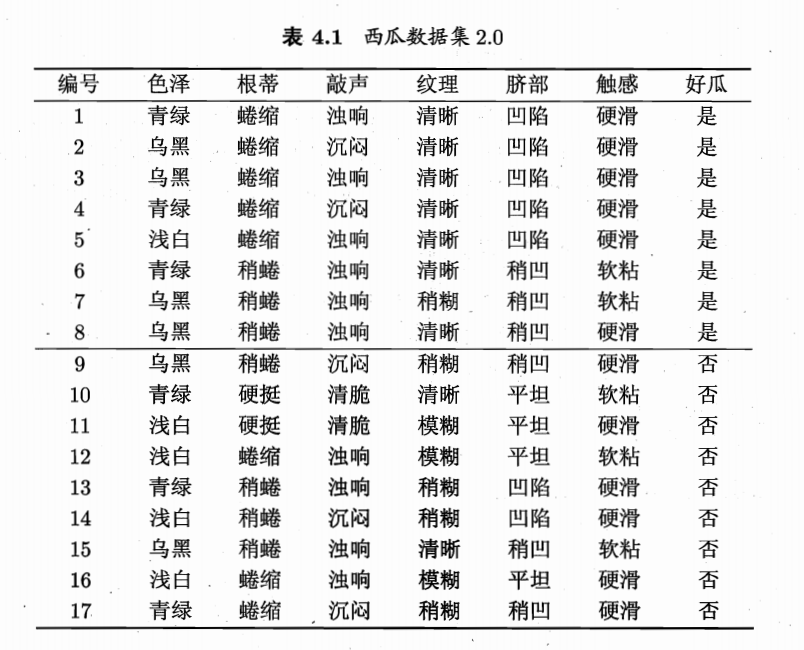 表 4.1 西瓜数据集 2.0
编号 色泽 根蒂 敲声 纹理 脐部 触感 好瓜
1 青绿 蜷缩 浊响 清晰 凹陷 硬滑 是
2 乌黑 蜷缩 沉闷 清晰 凹陷 硬滑 是
3 乌黑 蜷缩 浊响 清晰 凹陷 硬滑 是
4 青绿 蜷缩 沉闷 清晰 凹陷 硬滑 是
5 浅白 蜷缩 浊响 清晰 凹陷 硬滑 是
6 青绿 稍蜷 浊响 清晰 稍凹 软粘 是
7 乌黑 稍蜷 浊响 稍糊 稍凹 软粘 是
8 乌黑 稍蜷 浊响 清晰 稍凹 硬滑 是
9 乌黑 稍蜷 沉闷 稍糊 稍凹 硬滑 否
10 青绿 硬挺 清脆 清晰 平坦 软粘 否
11 浅白 硬挺 清脆 模糊 平坦 硬滑 否
12 浅白 蜷缩 浊响 模糊 平坦 软粘 否
13 青绿 稍蜷 浊响 稍糊 凹陷 硬滑 否
14 浅白 稍蜷 沉闷 稍糊 凹陷 硬滑 否
15 乌黑 稍蜷 浊响 清晰 稍凹 软粘 否
16 浅白 蜷缩 浊响 模糊 平坦 硬滑 否
17 青绿 蜷缩 沉闷 稍糊 稍凹 硬滑 否